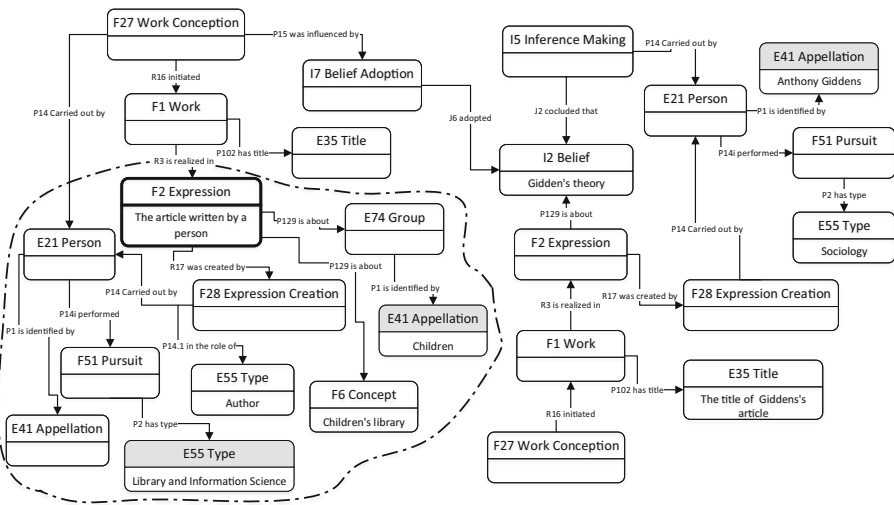 F27 Work Conception
P15 was influenced by
I5 Inference Making
P14 Carried out by
E41 Appellation
Anthony Giddens
R16 initiated
I7 Belief Adoption
E21 Person
P1 is identified by
F1 Work
P14 Carried out by
J6 adopted
J2 cocluded that
P102 has title
E35 Title
F51 Pursuit
P14i performed
R3 is realized in
I2 Belief
Gidden's theory
P2 has type
F2 Expression
The article written by a
person
P129 is about
E74 Group
P129 is about
E55 Type
Sociology
E21 Person
F2 Expression
P14 Carried out by
R17 was created by
P129 is about
F28 Expression Creation
P14 Carried out by
P1 is identified by
R17 was created by
F28 Expression Creation
R3 is realized in
P14i performed
E41 Appellation
Children
P1 is identified by
P14.1 in the role of
F1 Work
F51 Pursuit
E55 Type
Author
F6 Concept
Children's library
P102 has title
E35 Title
The title of Giddens's
article
R16 initiated
E41 Appellation
P2 has type
F27 Work Conception
E55 Type
Library and Information Science